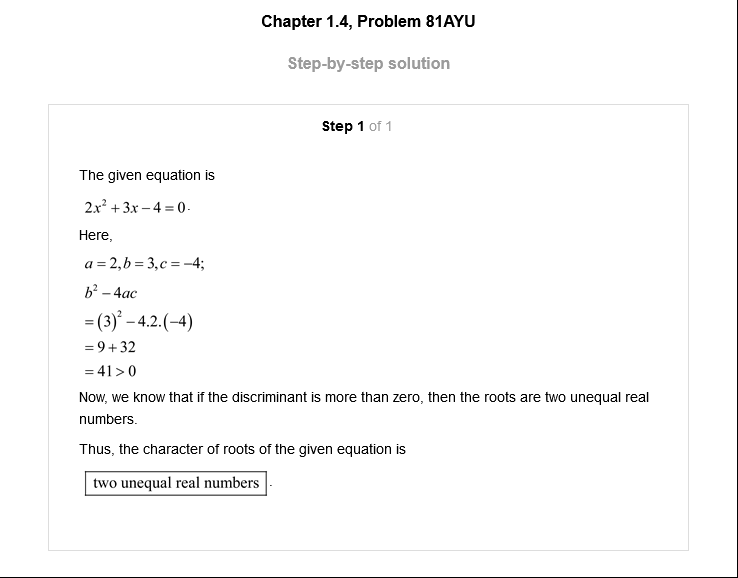 Chapter 1.4, Problem 81AYU
Step-by-step solution
Step 1 of 1
The given equation is
2x² + 3x − 4 = 0.
Here,
a = 2, b = 3, c = −4;
b² − 4ac
= (3)² − 4.2.(−4)
= 9 + 32
= 41 > 0
Now, we know that if the discriminant is more than zero, then the roots are two unequal real
numbers.
Thus, the character of roots of the given equation is
two unequal real numbers.